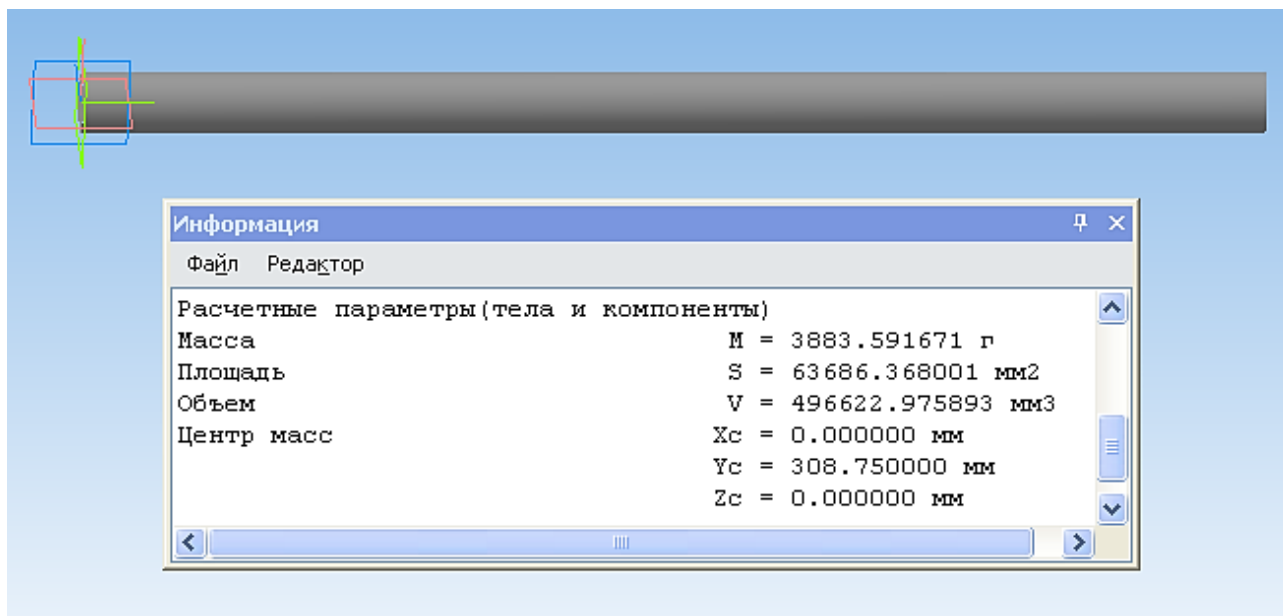 Информация
Файл Редактор
Расчетные параметры(тела и компоненты)
Масса M = 3883.591671 г
Площадь S = 63686.368001 мм2
Объем V = 496622.975893 мм3
Центр масс Xc = 0.000000 мм
Yc = 308.750000 мм
Zc = 0.000000 мм